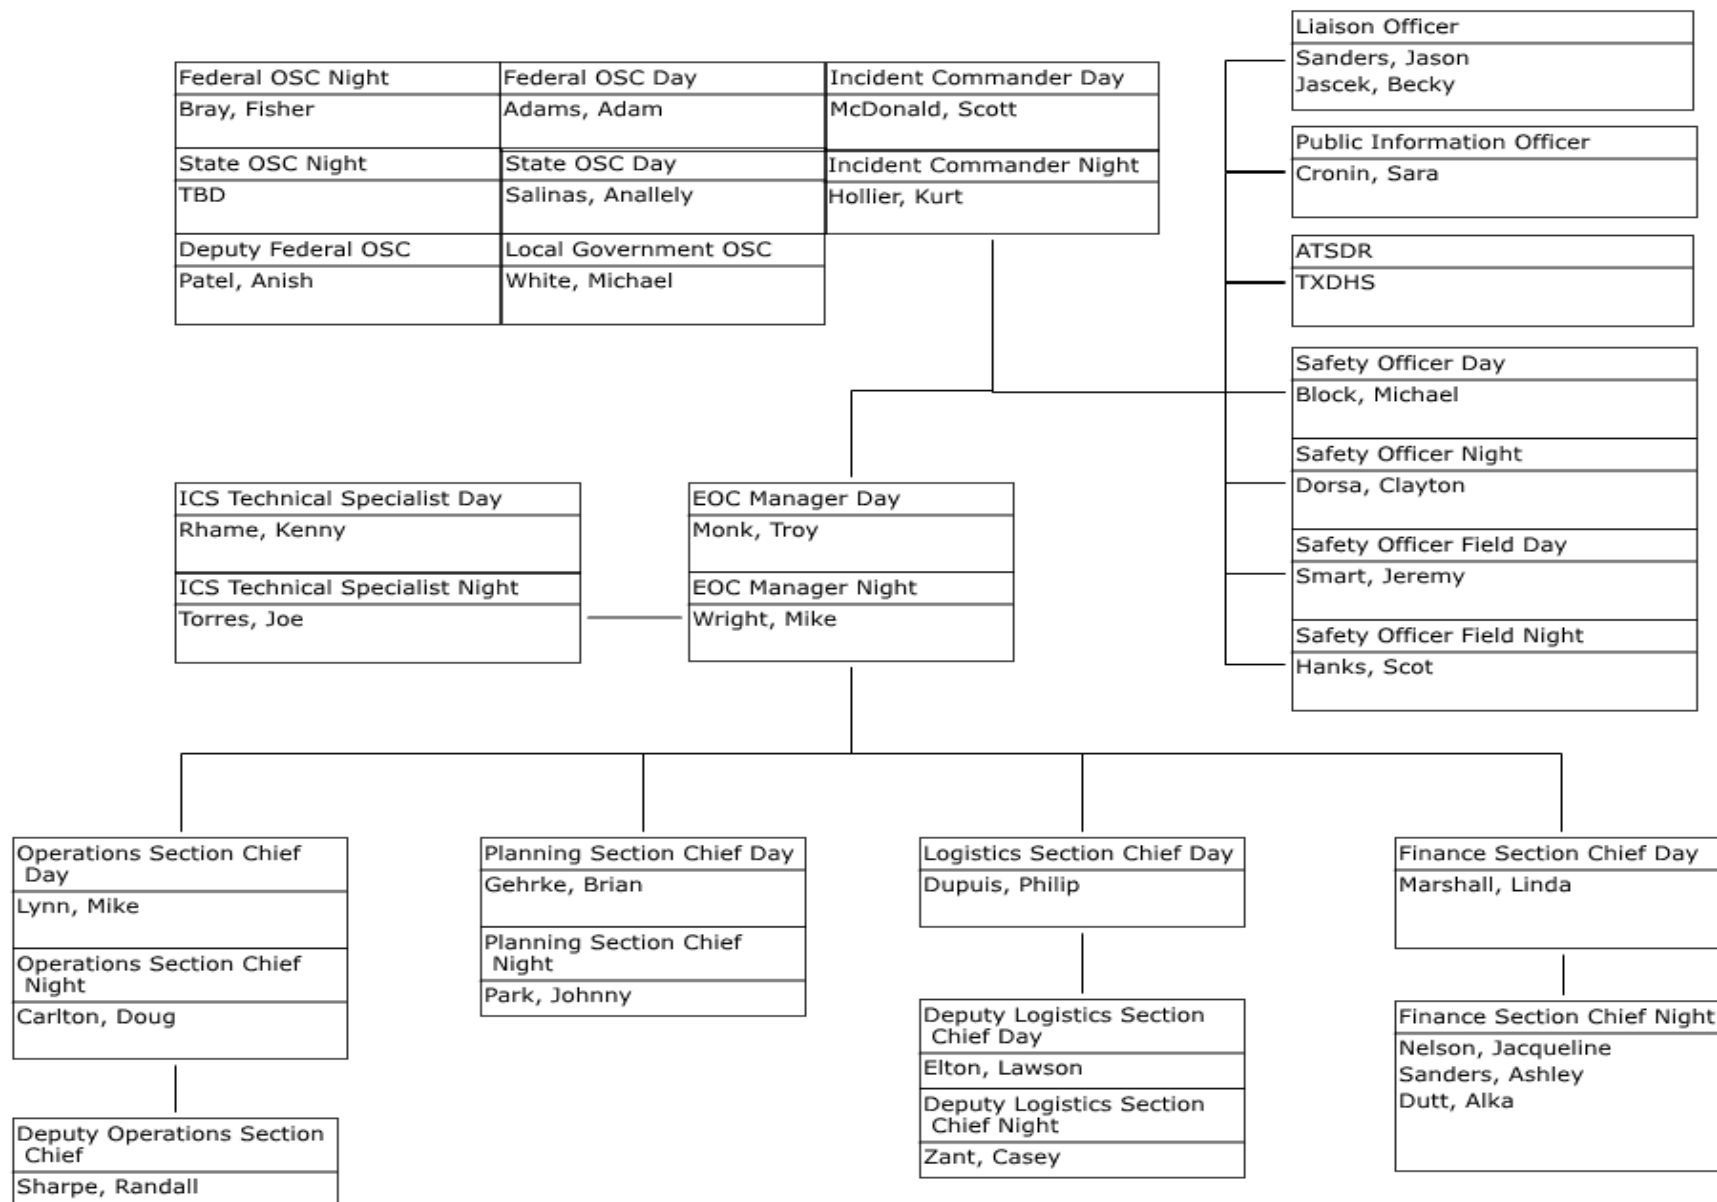 Liaison Officer
Sanders, Jason
Jascek, Becky
Federal OSC Night
Bray, Fisher
Federal OSC Day
Adams, Adam
Incident Commander Day
McDonald, Scott
State OSC Night
TBD
State OSC Day
Salinas, Anallely
Incident Commander Night
Hollier, Kurt
Deputy Federal OSC
Patel, Anish
Local Government OSC
White, Michael
Public Information Officer
Cronin, Sara
ATSDR
TXDHS
Safety Officer Day
Block, Michael
Safety Officer Night
Dorsa, Clayton
Safety Officer Field Day
Smart, Jeremy
Safety Officer Field Night
Hanks, Scot
ICS Technical Specialist Day
Rhame, Kenny
ICS Technical Specialist Night
Torres, Joe
EOC Manager Day
Monk, Troy
EOC Manager Night
Wright, Mike
Operations Section Chief
Day
Lynn, Mike
Operations Section Chief
Night
Carlton, Doug
Deputy Operations Section
Chief
Sharpe, Randall
Planning Section Chief Day
Gehrke, Brian
Planning Section Chief
Night
Park, Johnny
Logistics Section Chief Day
Dupuis, Philip
Deputy Logistics Section
Chief Day
Elton, Lawson
Deputy Logistics Section
Chief Night
Zant, Casey
Finance Section Chief Day
Marshall, Linda
Finance Section Chief Night
Nelson, Jacqueline
Sanders, Ashley
Dutt, Alka